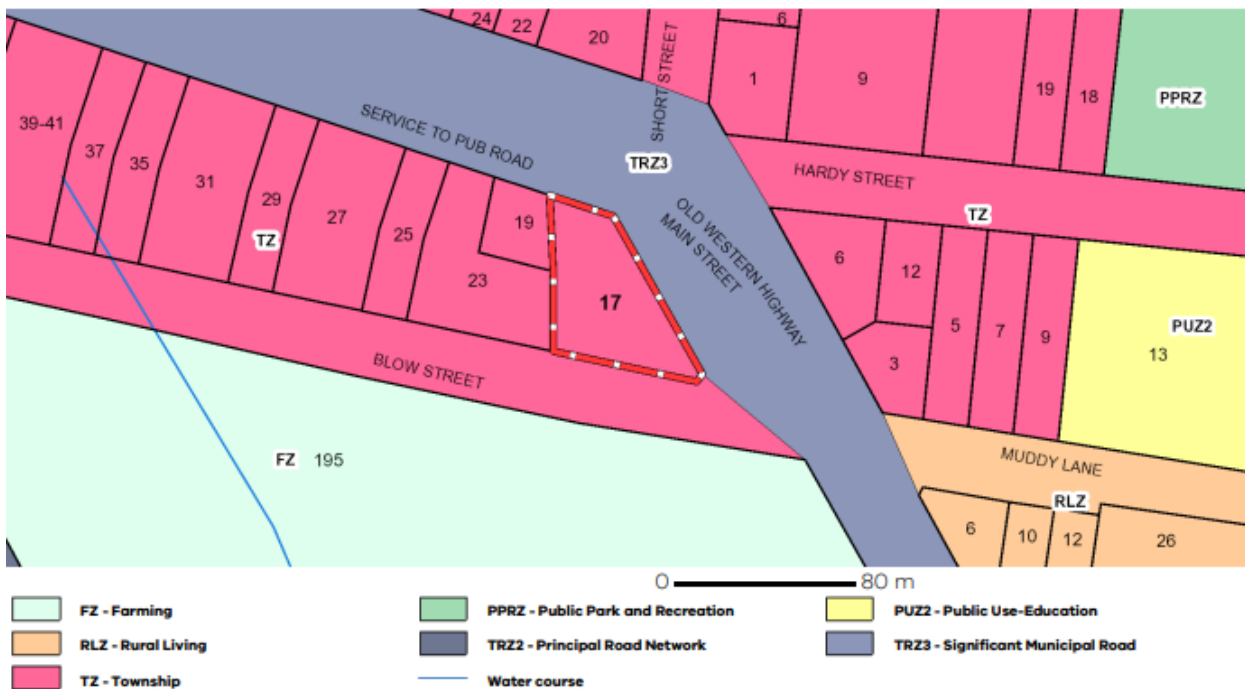 24
22
20
6
1
9
19
18
PPRZ
SHORT STREET
39-41
37
35
31
29
TZ
27
25
23
19
SERVICE TO PUB ROAD
TRZ3
HARDY STREET
TZ
OLD WESTERN HIGHWAY
MAIN STREET
17
6
12
5
7
9
3
PUZ2
13
BLOW STREET
FZ 195
MUDDY LANE
RLZ
6
10
12
26
0 80 m
FZ - Farming
PPRZ - Public Park and Recreation
PUZ2 - Public Use-Education
RLZ - Rural Living
TRZ2 - Principal Road Network
TRZ3 - Significant Municipal Road
TZ - Township
Water course